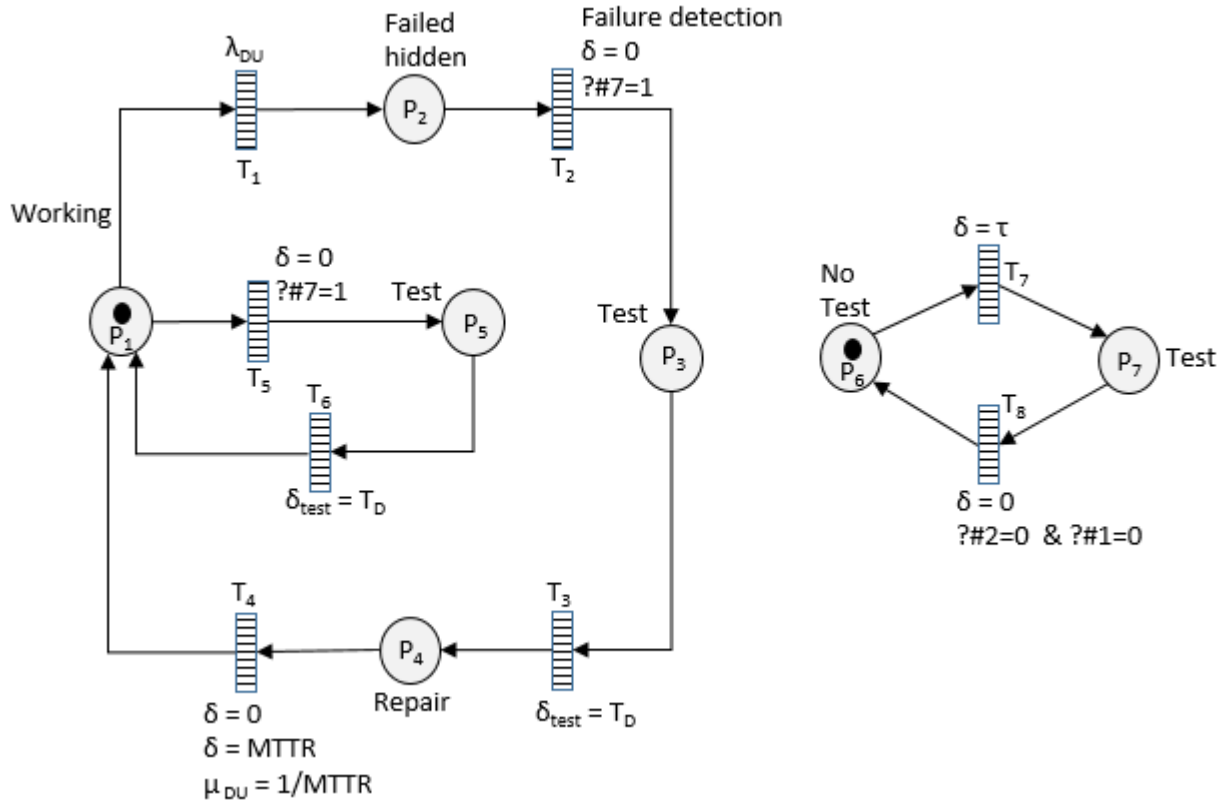 Failure detection
δ = 0
?#7=1
Failed
hidden
λDU
P2
T1
T2
Working
δ = 0
?#7=1
Test
P1
P5
T5
T6
δtest = TD
Test
P3
T4
T3
P4
Repair
δtest = TD
δ = 0
δ = MTTR
μ DU = 1/MTTR
δ = τ
T7
No
Test
P6
P7
Test
T8
δ = 0
?#2=0 & ?#1=0